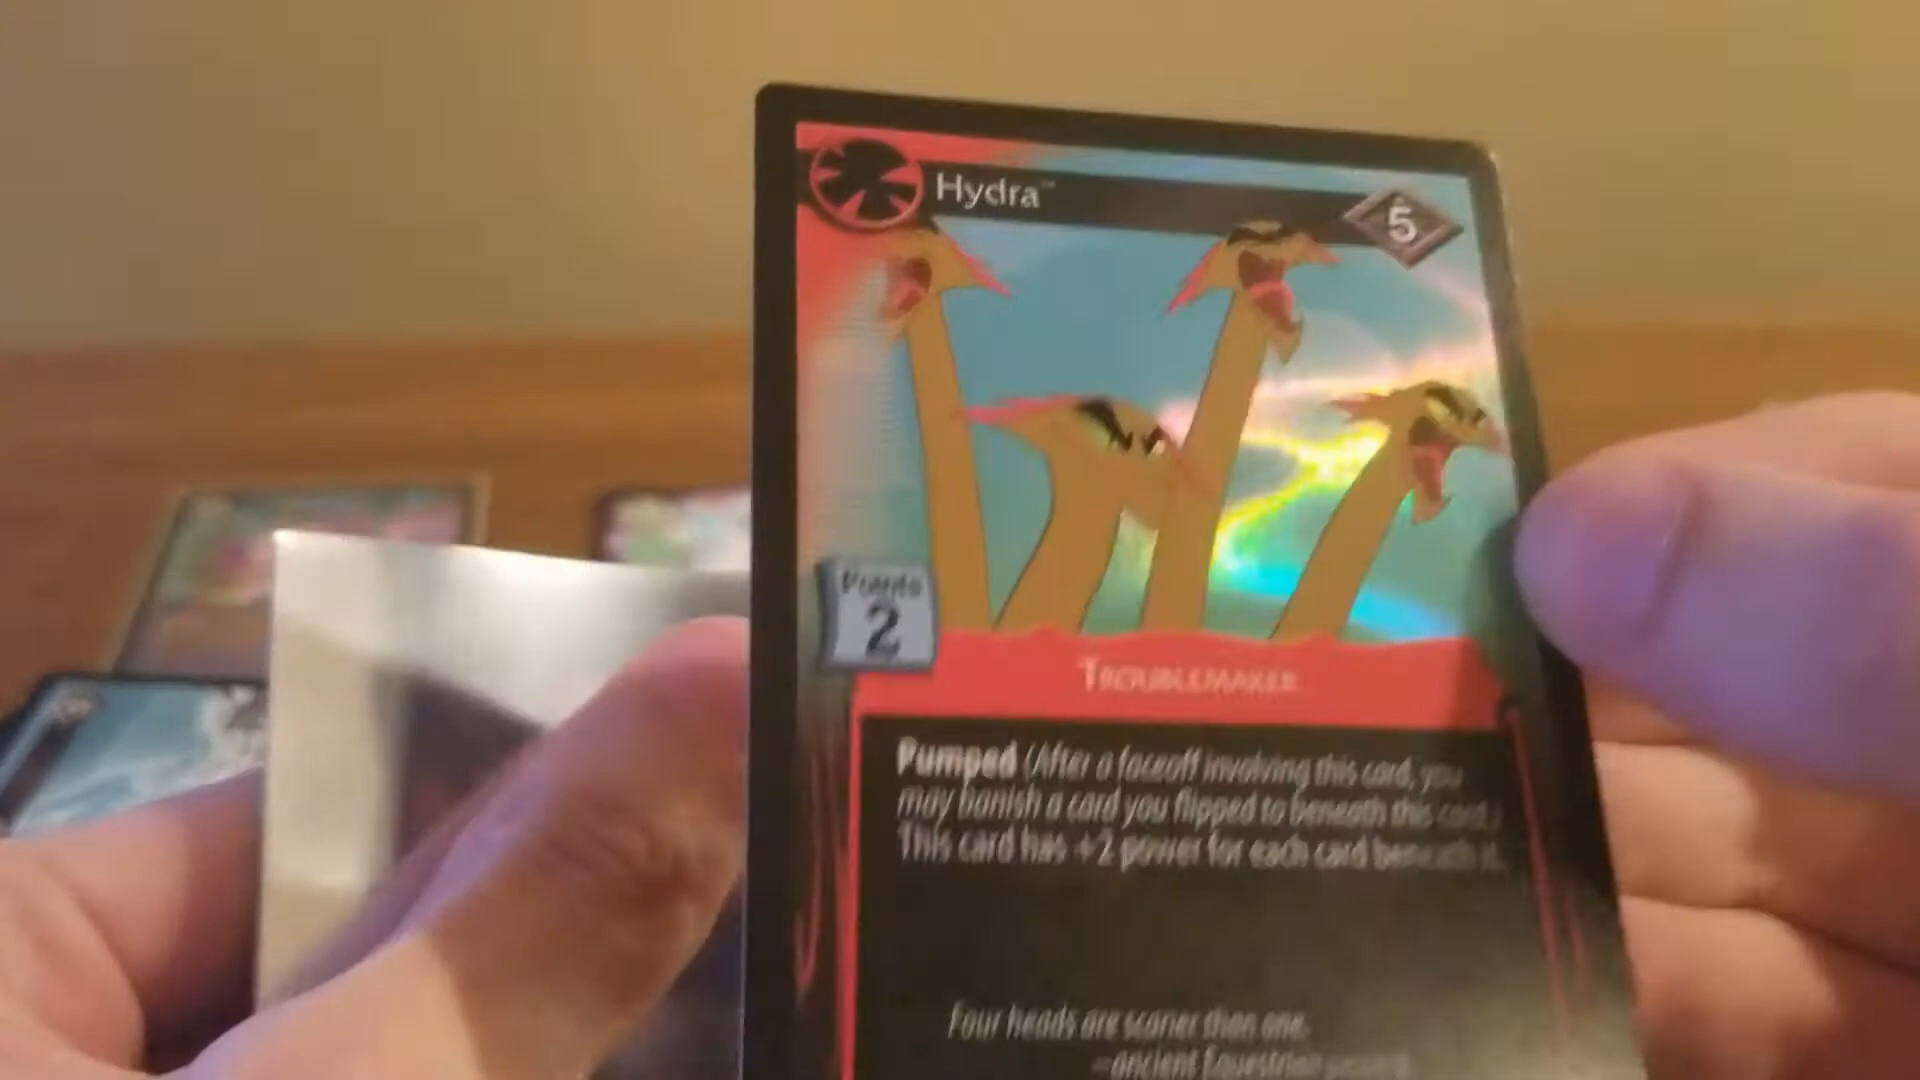 Hydra™
5
Points
2
Troublemaker
Pumped (After a faceoff involving this card, you
may banish a card you flipped to beneath this card.)
This card has +2 power for each card beneath it.
Four heads are scarier than one.
–ancient Equestrian